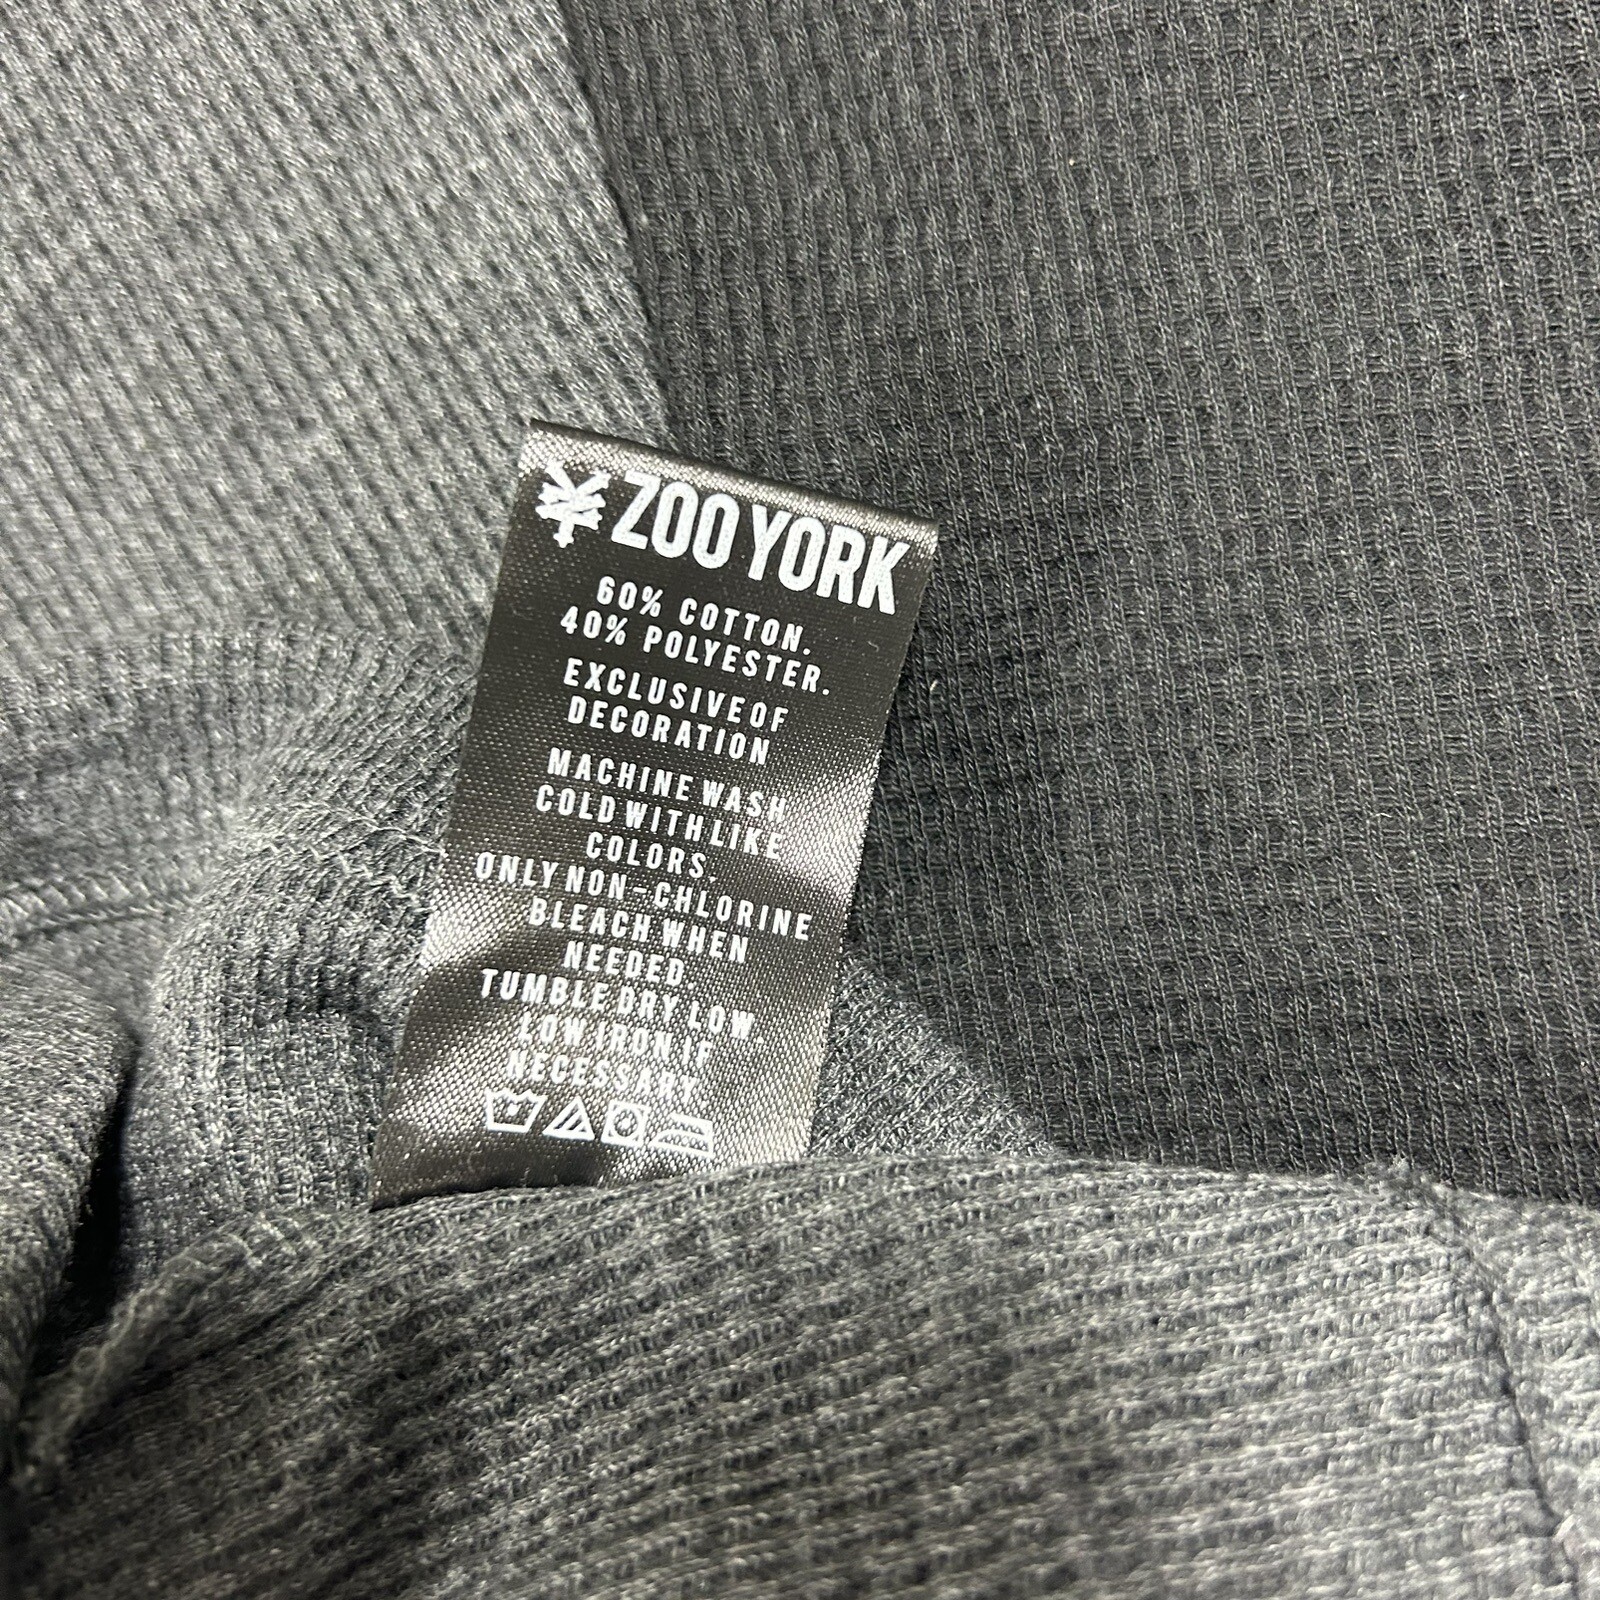 ZOO YORK
60% COTTON.
40% POLYESTER.
EXCLUSIVE OF
DECORATION
MACHINE WASH
COLD WITH LIKE
COLORS.
ONLY NON-CHLORINE
BLEACH WHEN
NEEDED.
TUMBLE DRY LOW
LOW IRON IF
NECESSARY